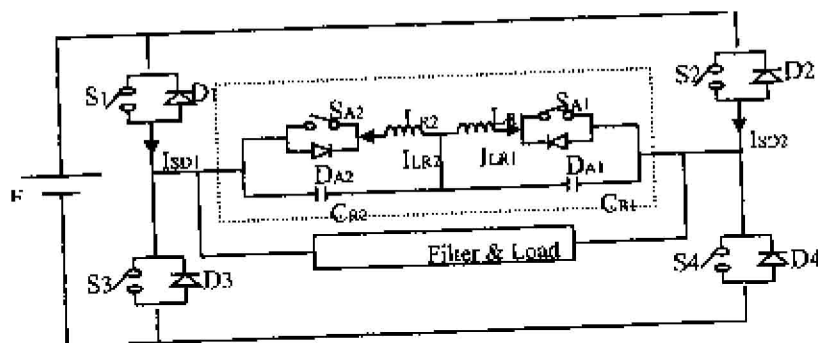 S1
D1
S2
D2
SA2
LR2
SA1
ISD1
ILR2
ILR1
ISD2
DA2
DA1
CR2
CR1
Filter & Load
S3
D3
S4
D4